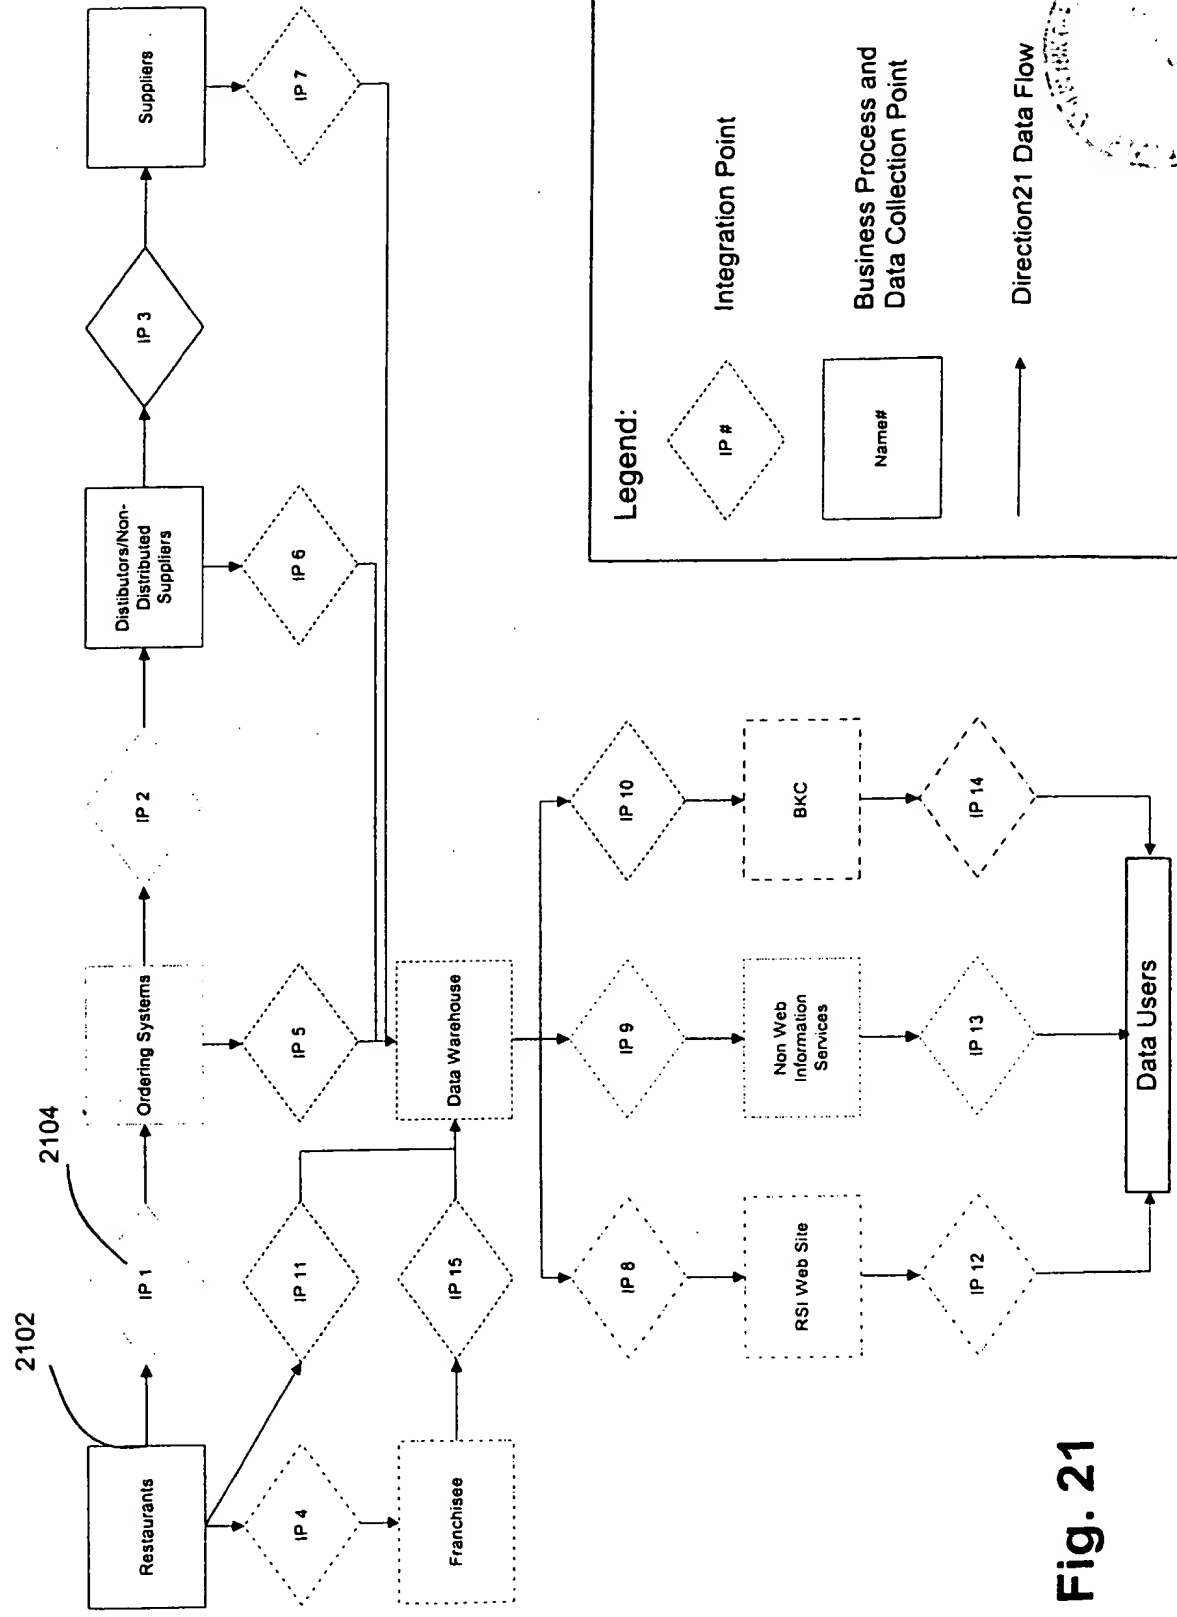 2102
2104
Restaurants
IP 1
Ordering Systems
IP 2
Distibutors/Non-
Distributed
Suppliers
IP 3
Suppliers
IP 4
IP 11
IP 5
IP 6
IP 7
Franchisee
IP 15
Data Warehouse
IP 8
IP 9
IP 10
RSI Web Site
Non Web
Information
Services
BKC
IP 12
IP 13
IP 14
Data Users
Legend:
IP #
Integration Point
Name#
Business Process and
Data Collection Point
Direction21 Data Flow
Fig. 21